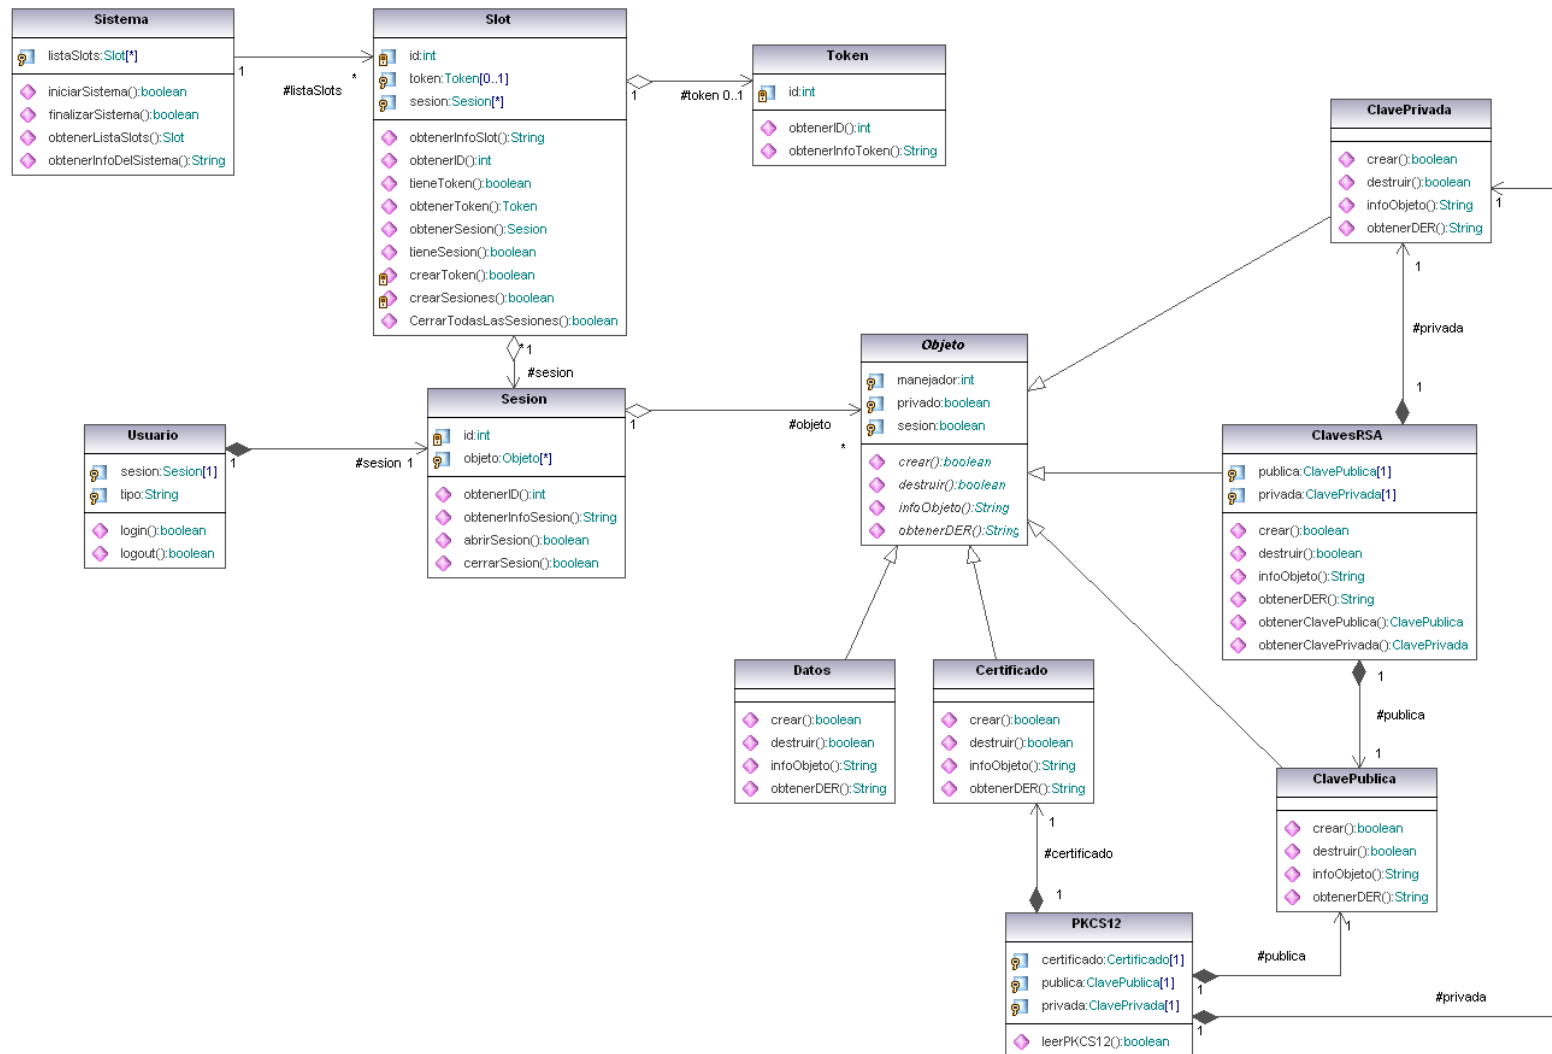 Sistema
listaSlots:Slot[*]
iniciarSistema():boolean
finalizarSistema():boolean
obtenerListaSlots():Slot
obtenerInfoDelSistema():String
1
#listaSlots
*
Slot
id:int
token:Token[0..1]
sesion:Sesion[*]
obtenerInfoSlot():String
obtenerID():int
tieneToken():boolean
obtenerToken():Token
obtenerSesion():Sesion
tieneSesion():boolean
crearToken():boolean
crearSesiones():boolean
CerrarTodasLasSesiones():boolean
1
#token 0..1
Token
id:int
obtenerID():int
obtenerInfoToken():String
*1
#sesion
Usuario
sesion:Sesion[1]
tipo:String
login():boolean
logout():boolean
1
#sesion 1
Sesion
id:int
objeto:Objeto[*]
obtenerID():int
obtenerInfoSesion():String
abrirSesion():boolean
cerrarSesion():boolean
1
#objeto
*
Objeto
manejador:int
privado:boolean
sesion:boolean
crear():boolean
destruir():boolean
infoObjeto():String
obtenerDER():String
ClavePrivada
crear():boolean
destruir():boolean
infoObjeto():String
obtenerDER():String
1
1
#privada
1
ClavesRSA
publica:ClavePublica[1]
privada:ClavePrivada[1]
crear():boolean
destruir():boolean
infoObjeto():String
obtenerDER():String
obtenerClavePublica():ClavePublica
obtenerClavePrivada():ClavePrivada
1
#publica
1
Datos
crear():boolean
destruir():boolean
infoObjeto():String
obtenerDER():String
Certificado
crear():boolean
destruir():boolean
infoObjeto():String
obtenerDER():String
1
#certificado
1
ClavePublica
crear():boolean
destruir():boolean
infoObjeto():String
obtenerDER():String
1
#publica
1
PKCS12
certificado:Certificado[1]
publica:ClavePublica[1]
privada:ClavePrivada[1]
leerPKCS12():boolean
#privada
1